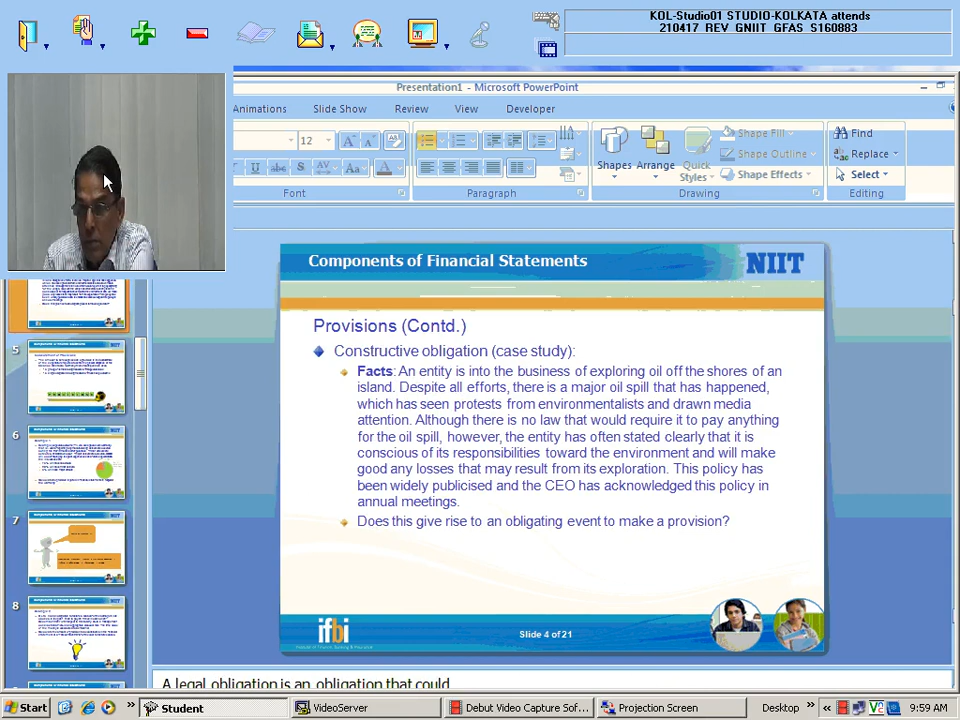 KOL-Studio01 STUDIO-KOLKATA attends
210417_REV_GNIIT_GFAS_S160883
Presentation1 - Microsoft PowerPoint
Animations Slide Show Review View Developer
12
Shapes Arrange Quick Styles
Shape Fill
Shape Outline
Shape Effects
Find
Replace
Select
Font Paragraph Drawing Editing
Components of Financial Statements
NIIT
Provisions (Contd.)
Constructive obligation (case study):
Facts: An entity is into the business of exploring oil off the shores of an
island. Despite all efforts, there is a major oil spill that has happened,
which has seen protests from environmentalists and drawn media
attention. Although there is no law that would require it to pay anything
for the oil spill, however, the entity has often stated clearly that it is
conscious of its responsibilities toward the environment and will make
good any losses that may result from its exploration. This policy has
been widely publicised and the CEO has acknowledged this policy in
annual meetings.
Does this give rise to an obligating event to make a provision?
ifbi
Institute of Finance Banking & Insurance
Slide 4 of 21
5
6
7
8
A legal obligation is an obligation that could
Start
Student
VideoServer
Debut Video Capture Sof...
Projection Screen
Desktop
9:59 AM